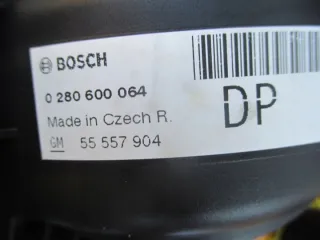 BOSCH
0 280 600 064
Made in Czech R.
DP
GM 55 557 904